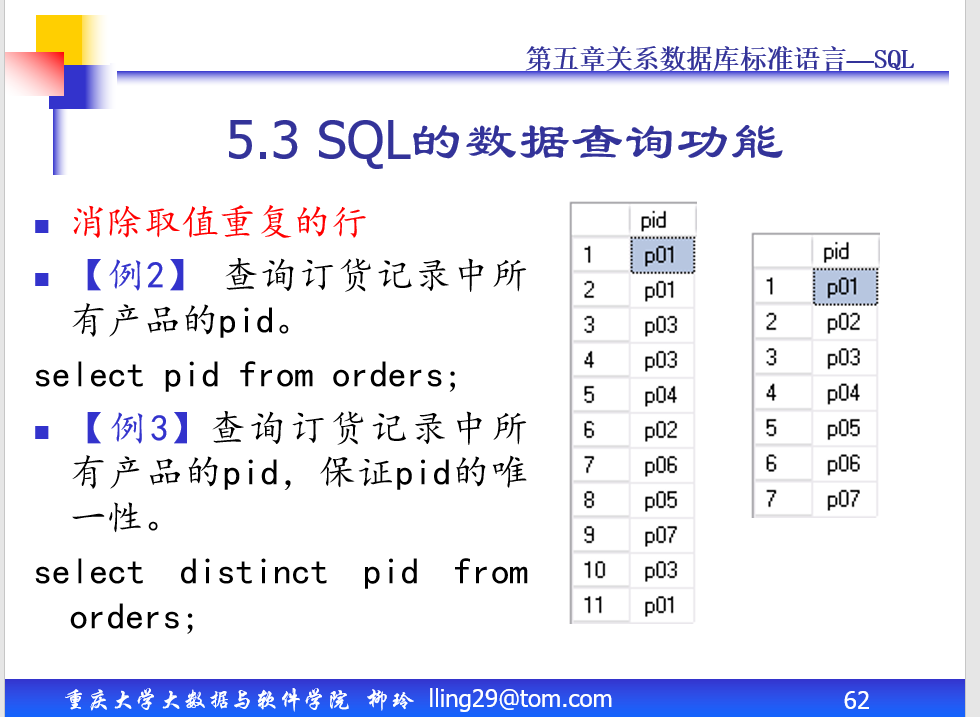 第五章关系数据库标准语言—SQL
5.3 SQL的数据查询功能
消除取值重复的行
【例2】 查询订货记录中所
有产品的pid。
select pid from orders;
【例3】查询订货记录中所
有产品的pid，保证pid的唯
一性。
select distinct pid from
orders;
pid
1 p01
2 p01
3 p03
4 p03
5 p04
6 p02
7 p06
8 p05
9 p07
10 p03
11 p01
pid
1 p01
2 p02
3 p03
4 p04
5 p05
6 p06
7 p07
重庆大学大数据与软件学院 柳玲 lling29@tom.com 62